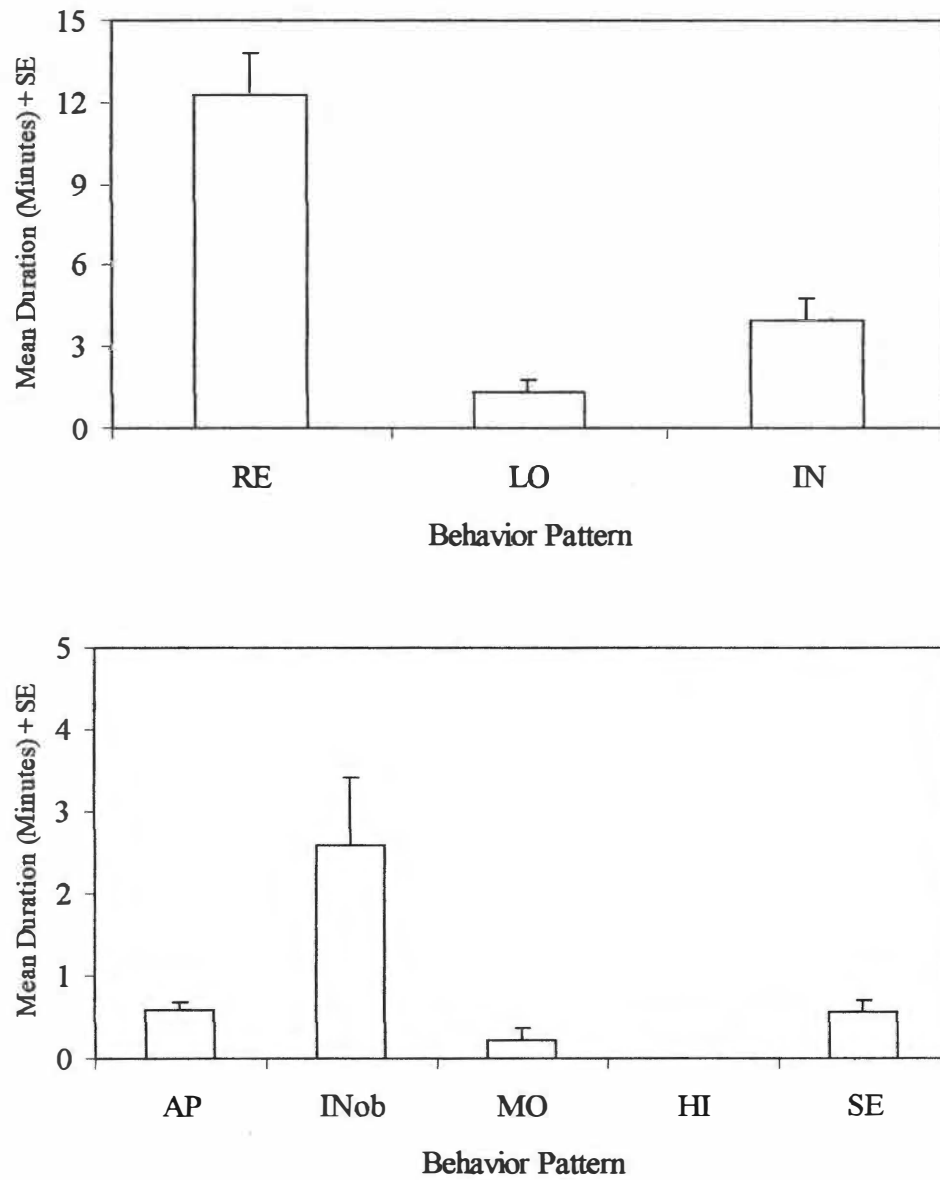 Mean Duration (Minutes) + SE
15
12
9
6
3
0
RE LO IN
Behavior Pattern
Mean Duration (Minutes) + SE
5
4
3
2
1
0
AP INob MO HI SE
Behavior Pattern